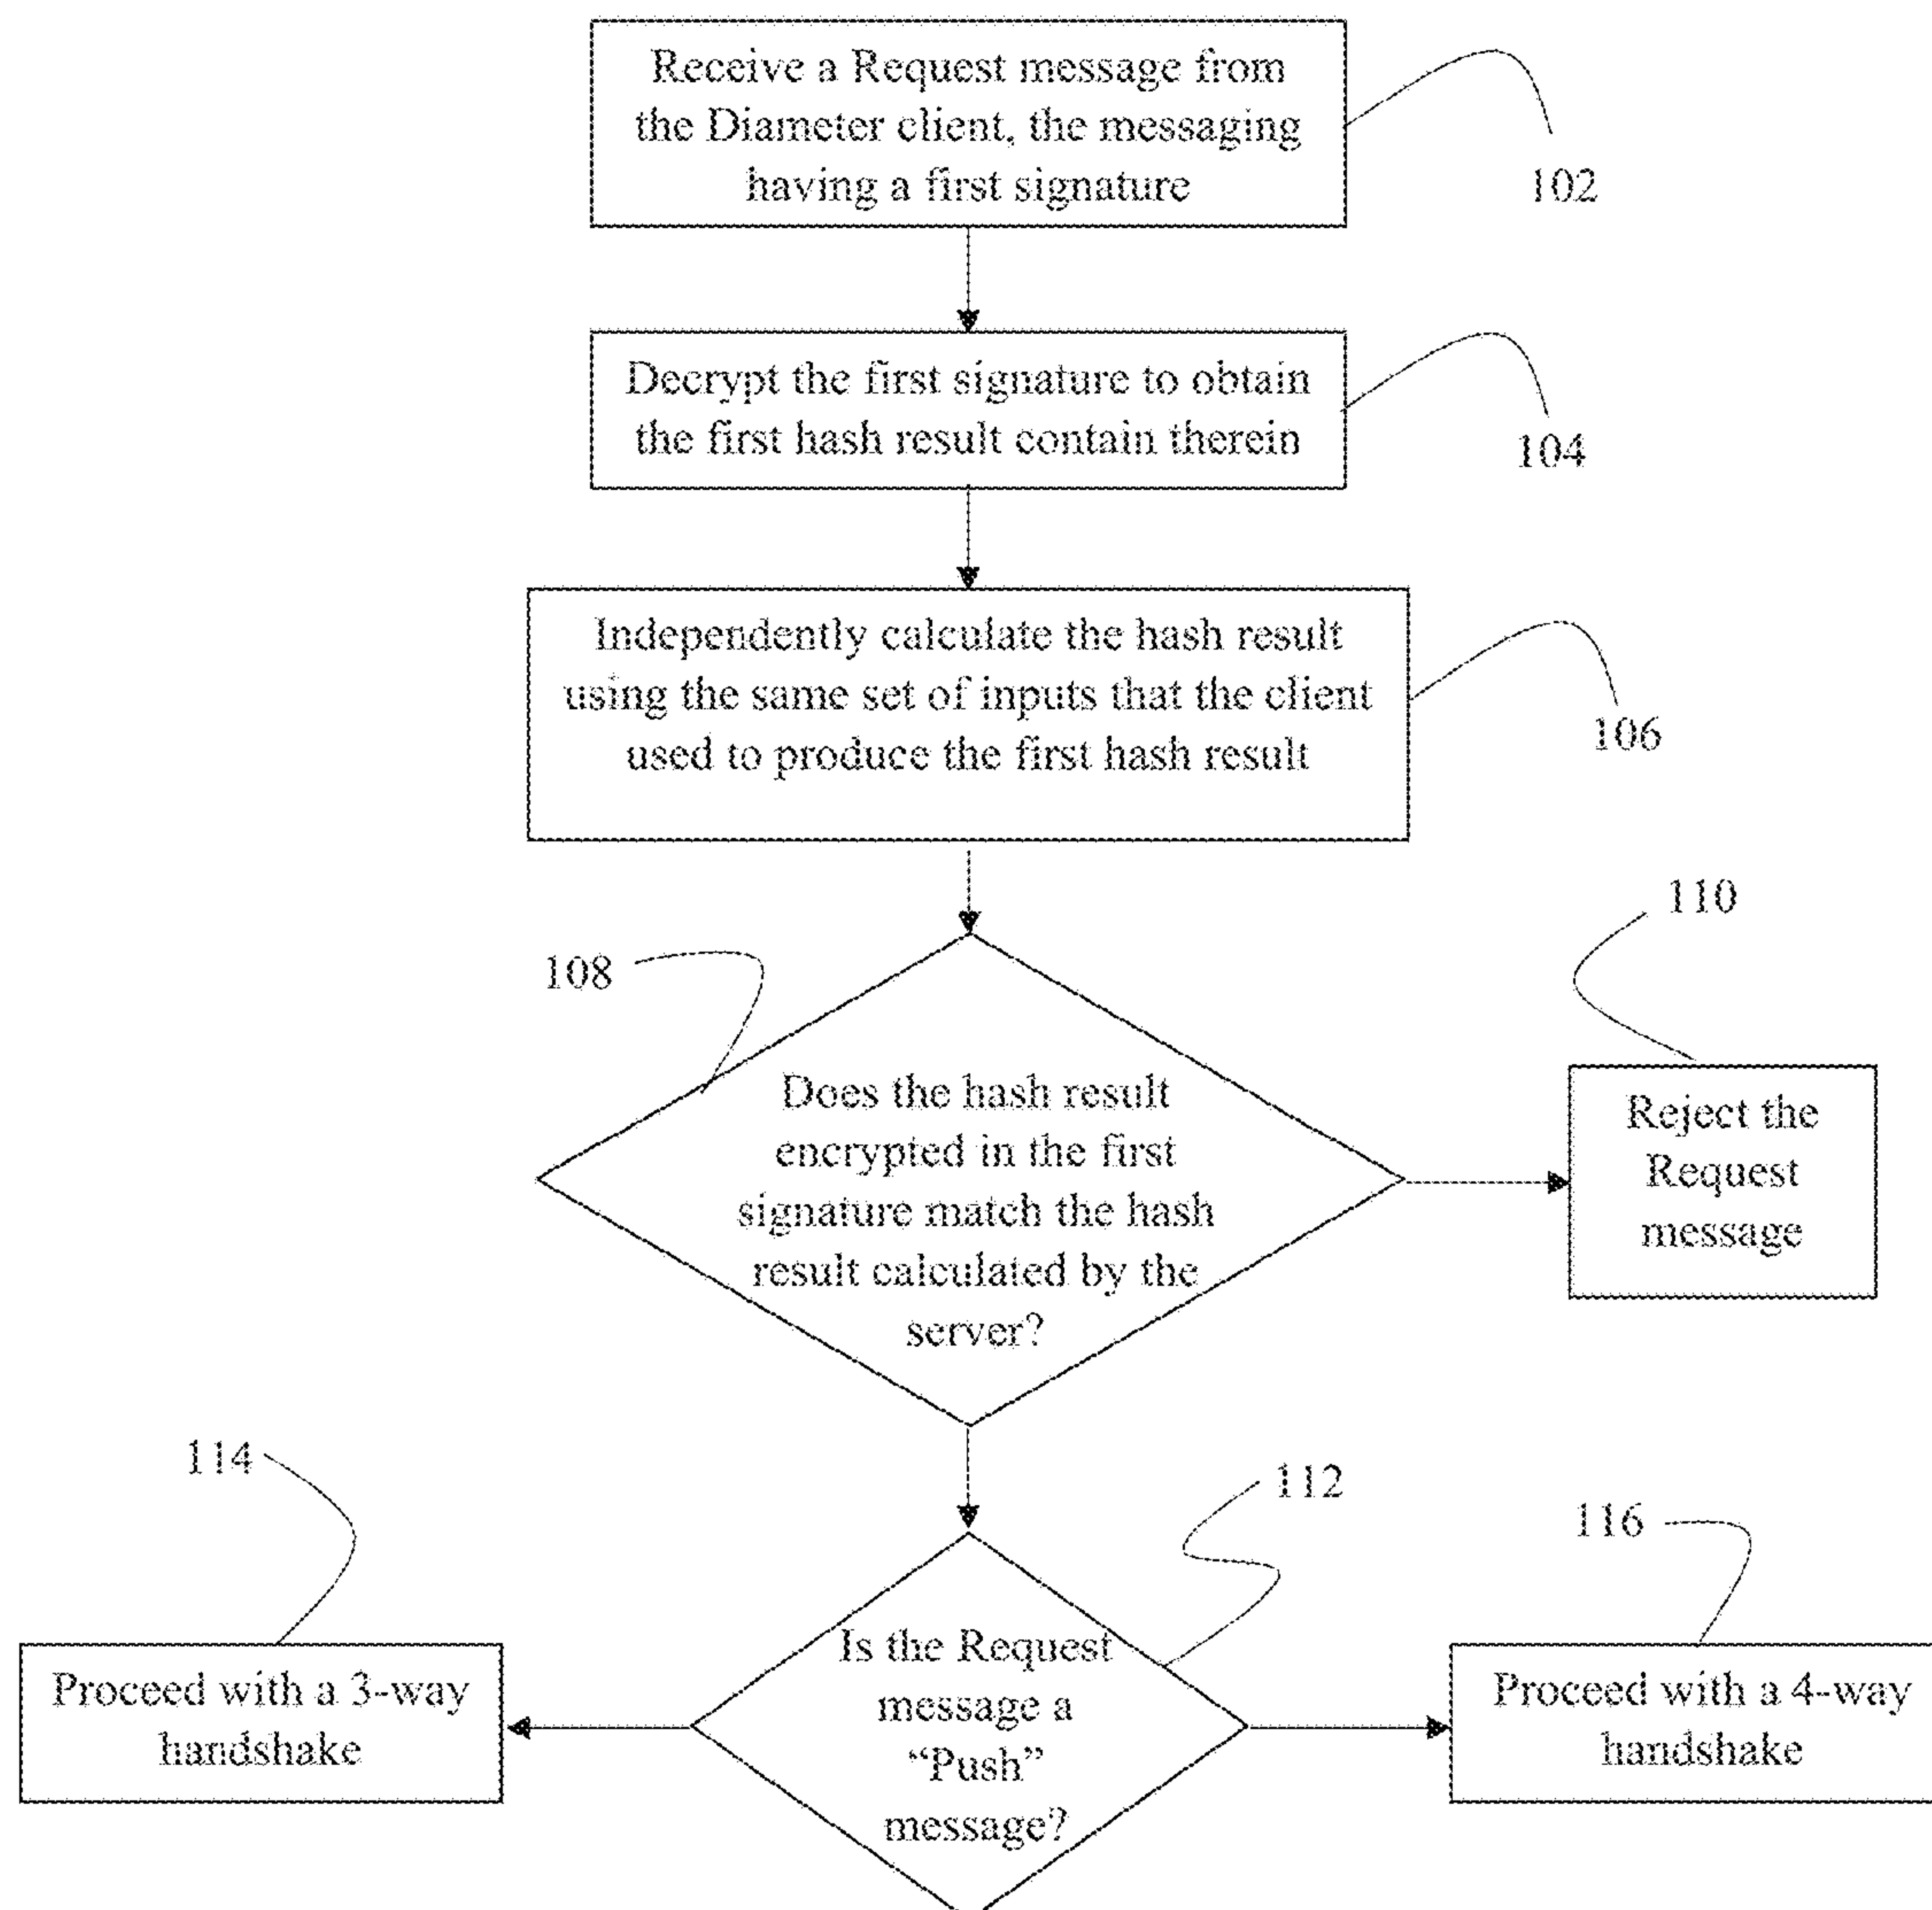 Receive a Request message from
the Diameter client, the messaging
having a first signature
102
Decrypt the first signature to obtain
the first hash result contain therein
104
Independently calculate the hash result
using the same set of inputs that the client
used to produce the first hash result
106
108
110
Does the hash result
encrypted in the first
signature match the hash
result calculated by the
server?
Reject the
Request
message
114
112
116
Proceed with a 3-way
handshake
Is the Request
message a
“Push”
message?
Proceed with a 4-way
handshake